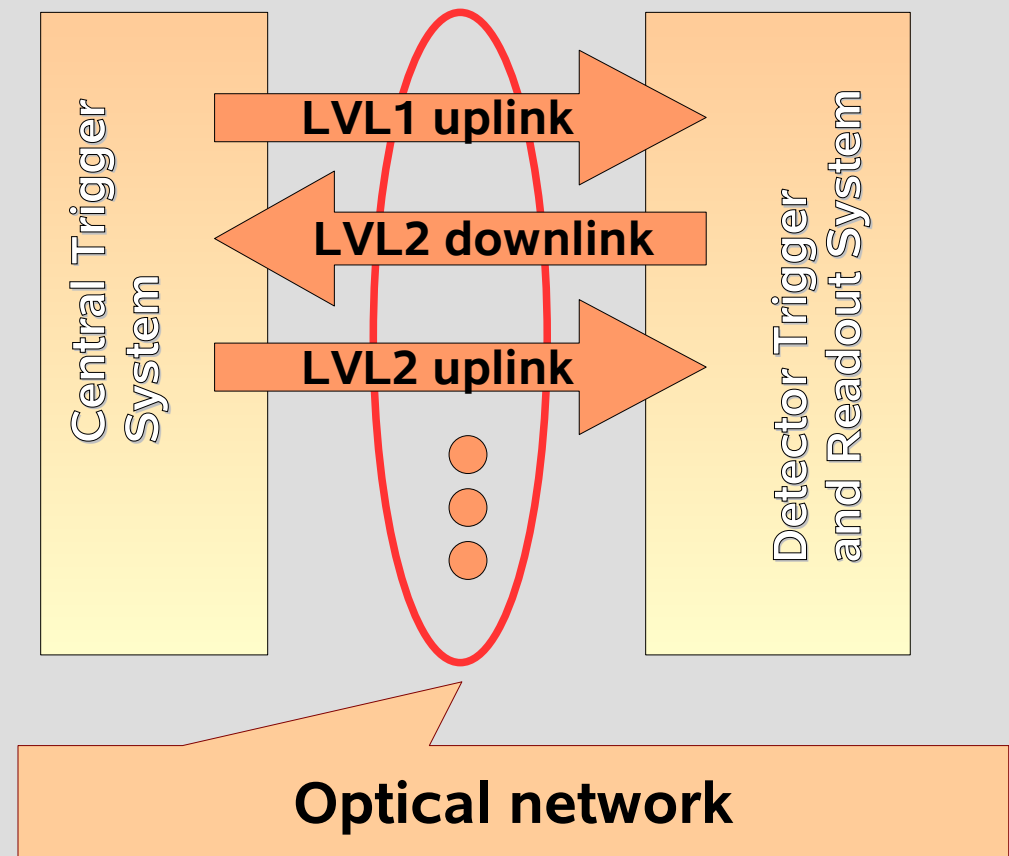 Central Trigger
System
LVL1 uplink
LVL2 downlink
LVL2 uplink
Detector Trigger
and Readout System
Optical network